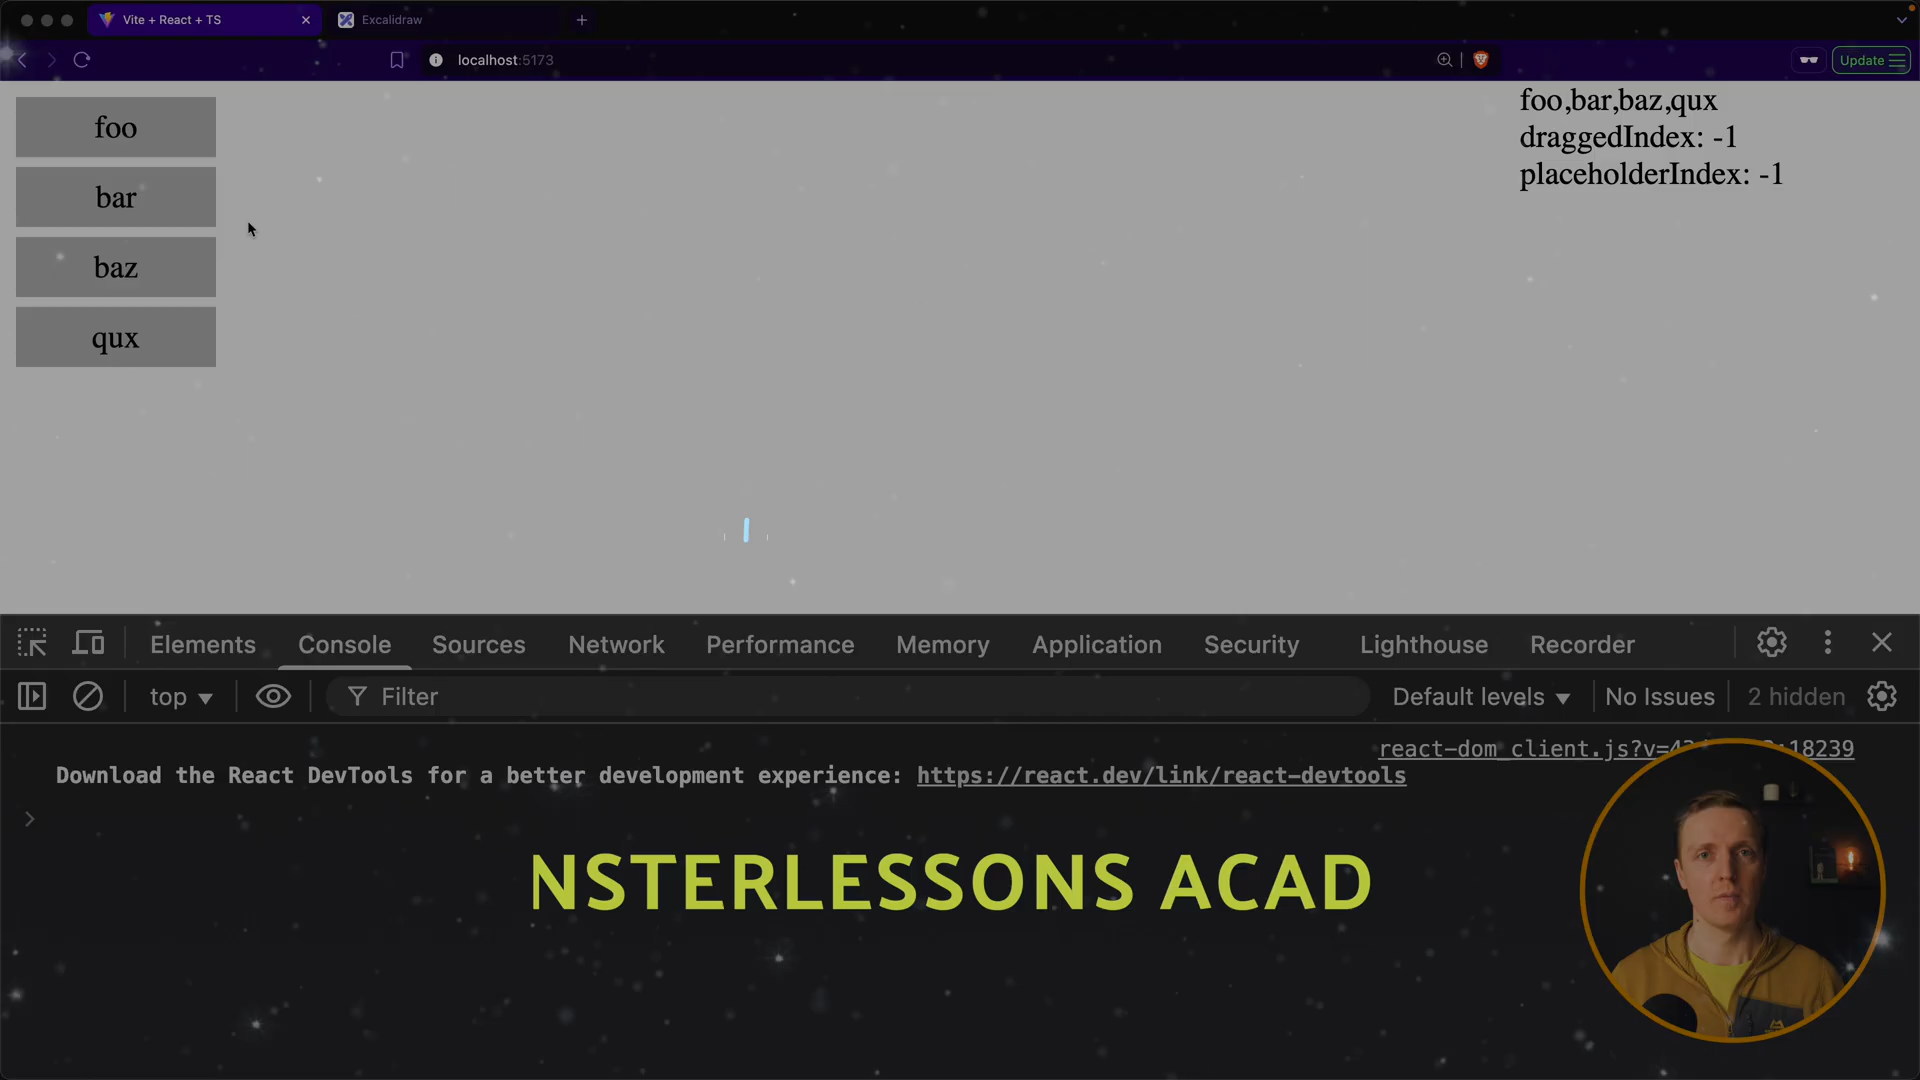 Vite + React + TS
Excalidraw
localhost:5173
Update
foo
bar
baz
qux
foo,bar,baz,qux
draggedIndex: -1
placeholderIndex: -1
Elements
Console
Sources
Network
Performance
Memory
Application
Security
Lighthouse
Recorder
top
Filter
Default levels
No Issues
2 hidden
Download the React DevTools for a better development experience: https://react.dev/link/react-devtools
NSTERLESSONS ACAD